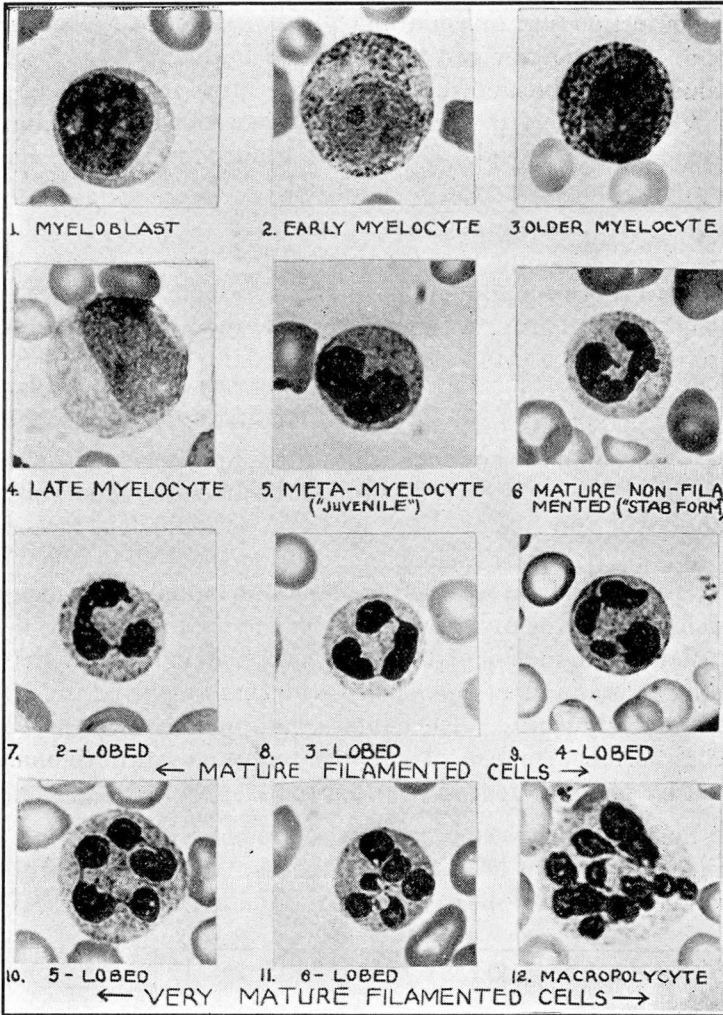 1. MYELOBLAST
2. EARLY MYELOCYTE
3 OLDER MYELOCYTE
4. LATE MYELOCYTE
5. META-MYELOCYTE
("JUVENILE")
6 MATURE NON-FILA
MENTED ("STAB FORM")
7. 2-LOBED
8. 3-LOBED
9. 4-LOBED
← MATURE FILAMENTED CELLS →
10. 5-LOBED
11. 6-LOBED
12. MACROPOLYCYTE
← VERY MATURE FILAMENTED CELLS →